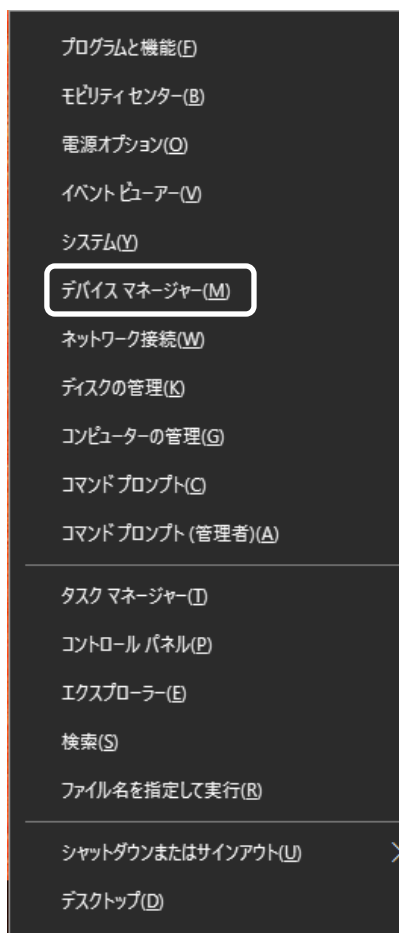 プログラムと機能(F)
モビリティ センター(B)
電源オプション(O)
イベント ビューアー(V)
システム(Y)
デバイス マネージャー(M)
ネットワーク接続(W)
ディスクの管理(K)
コンピューターの管理(G)
コマンド プロンプト(C)
コマンド プロンプト (管理者)(A)
タスク マネージャー(T)
コントロール パネル(P)
エクスプローラー(E)
検索(S)
ファイル名を指定して実行(R)
シャットダウンまたはサインアウト(U)
デスクトップ(D)